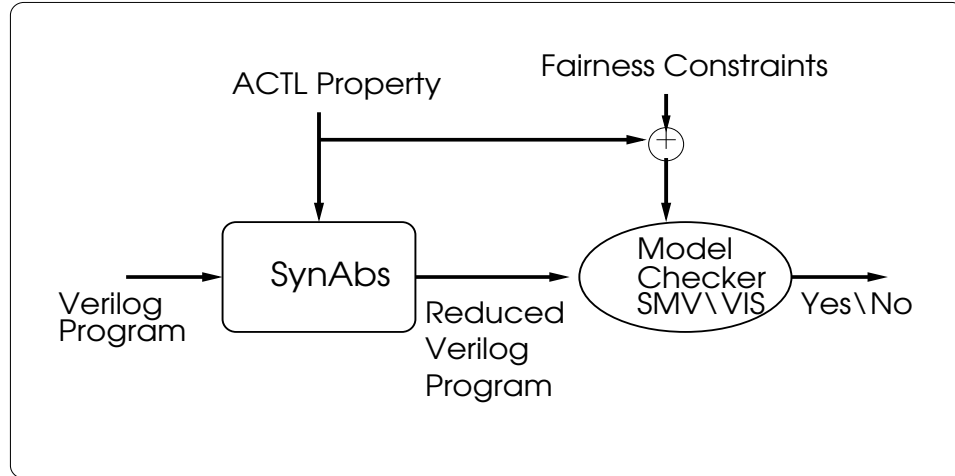 Fairness Constraints
ACTL Property
+
SynAbs
Model
Checker
SMV\VIS
Verilog
Program
Reduced
Verilog
Program
Yes\No